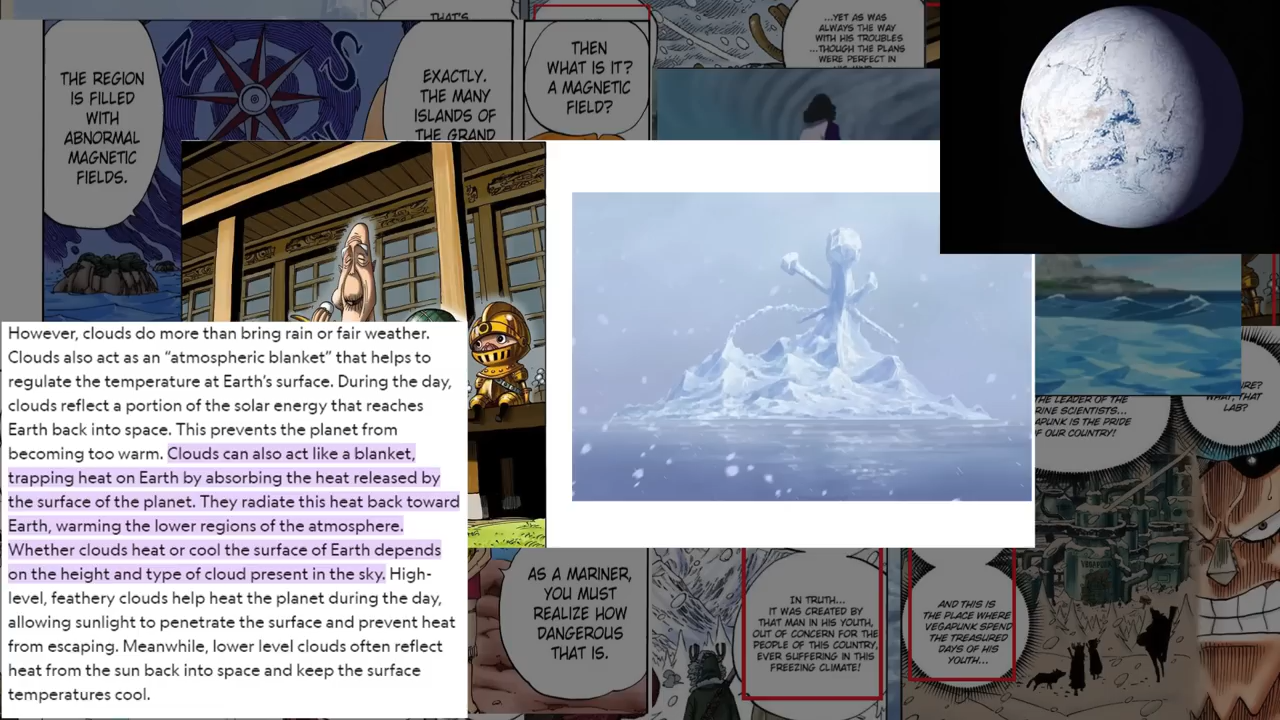 THAT'S
THE REGION
IS FILLED
WITH
ABNORMAL
MAGNETIC
FIELDS.
N
S
EXACTLY.
THE MANY
ISLANDS OF
THE GRAND
THEN
WHAT IS IT?
A MAGNETIC
FIELD?
...YET AS WAS
ALWAYS THE WAY
WITH HIS TROUBLES
...THOUGH THE PLANS
WERE PERFECT IN
However, clouds do more than bring rain or fair weather.
Clouds also act as an “atmospheric blanket” that helps to
regulate the temperature at Earth’s surface. During the day,
clouds reflect a portion of the solar energy that reaches
Earth back into space. This prevents the planet from
becoming too warm. Clouds can also act like a blanket,
trapping heat on Earth by absorbing the heat released by
the surface of the planet. They radiate this heat back toward
Earth, warming the lower regions of the atmosphere.
Whether clouds heat or cool the surface of Earth depends
on the height and type of cloud present in the sky. High-
level, feathery clouds help heat the planet during the day,
allowing sunlight to penetrate the surface and prevent heat
from escaping. Meanwhile, lower level clouds often reflect
heat from the sun back into space and keep the surface
temperatures cool.
THE LEADER OF THE
RINE SCIENTISTS...
APUNK IS THE PRIDE
F OUR COUNTRY!
URE?
WHAT, THAT
LAB?
AS A MARINER,
YOU MUST
REALIZE HOW
DANGEROUS
THAT IS.
IN TRUTH...
IT WAS CREATED BY
THAT MAN IN HIS YOUTH,
OUT OF CONCERN FOR THE
PEOPLE OF THIS COUNTRY,
EVER SUFFERING IN THIS
FREEZING CLIMATE!
AND THIS IS
THE PLACE WHERE
VEGAPUNK SPEND
THE TREASURED
DAYS OF HIS
YOUTH...